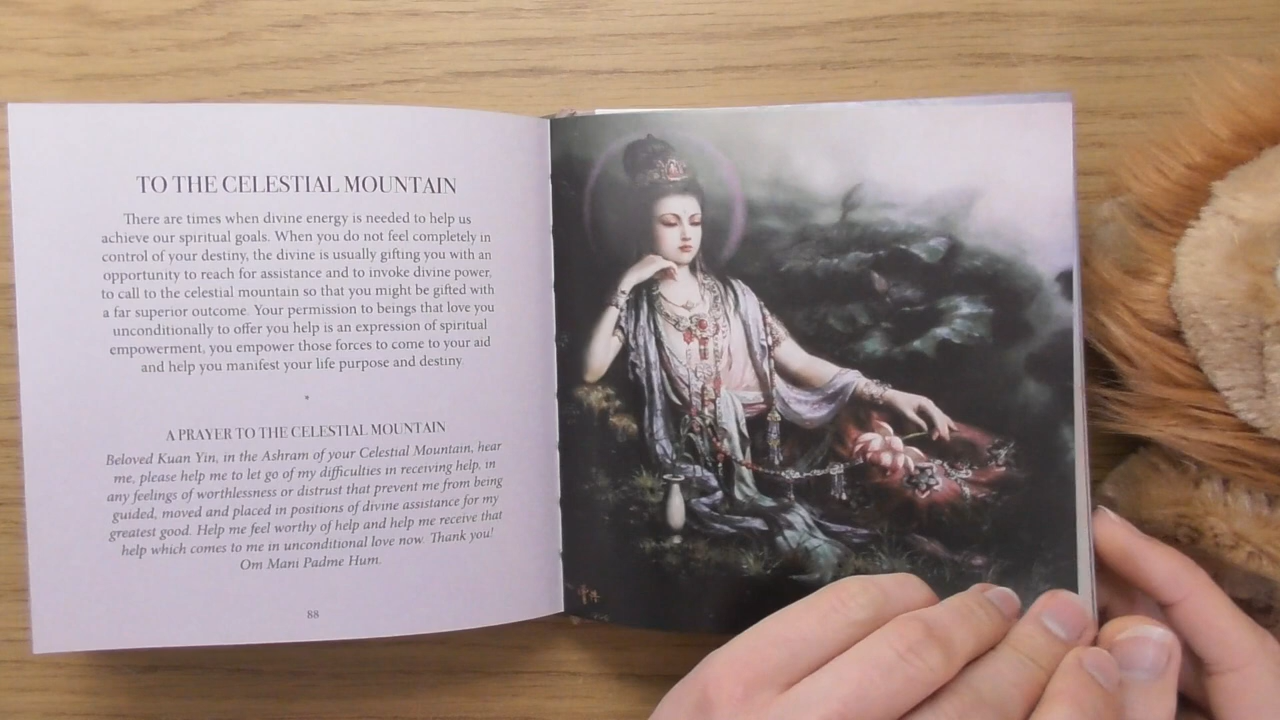 TO THE CELESTIAL MOUNTAIN
There are times when divine energy is needed to help us
achieve our spiritual goals. When you do not feel completely in
control of your destiny, the divine is usually gifting you with an
opportunity to reach for assistance and to invoke divine power,
to call to the celestial mountain so that you might be gifted with
a far superior outcome. Your permission to beings that love you
unconditionally to offer you help is an expression of spiritual
empowerment, you empower those forces to come to your aid
and help you manifest your life purpose and destiny.
A PRAYER TO THE CELESTIAL MOUNTAIN
Beloved Kuan Yin, in the Ashram of your Celestial Mountain, hear
me, please help me to let go of my difficulties in receiving help, in
any feelings of worthlessness or distrust that prevent me from being
guided, moved and placed in positions of divine assistance for my
greatest good. Help me feel worthy of help and help me receive that
help which comes to me in unconditional love now. Thank you!
Om Mani Padme Hum.
88